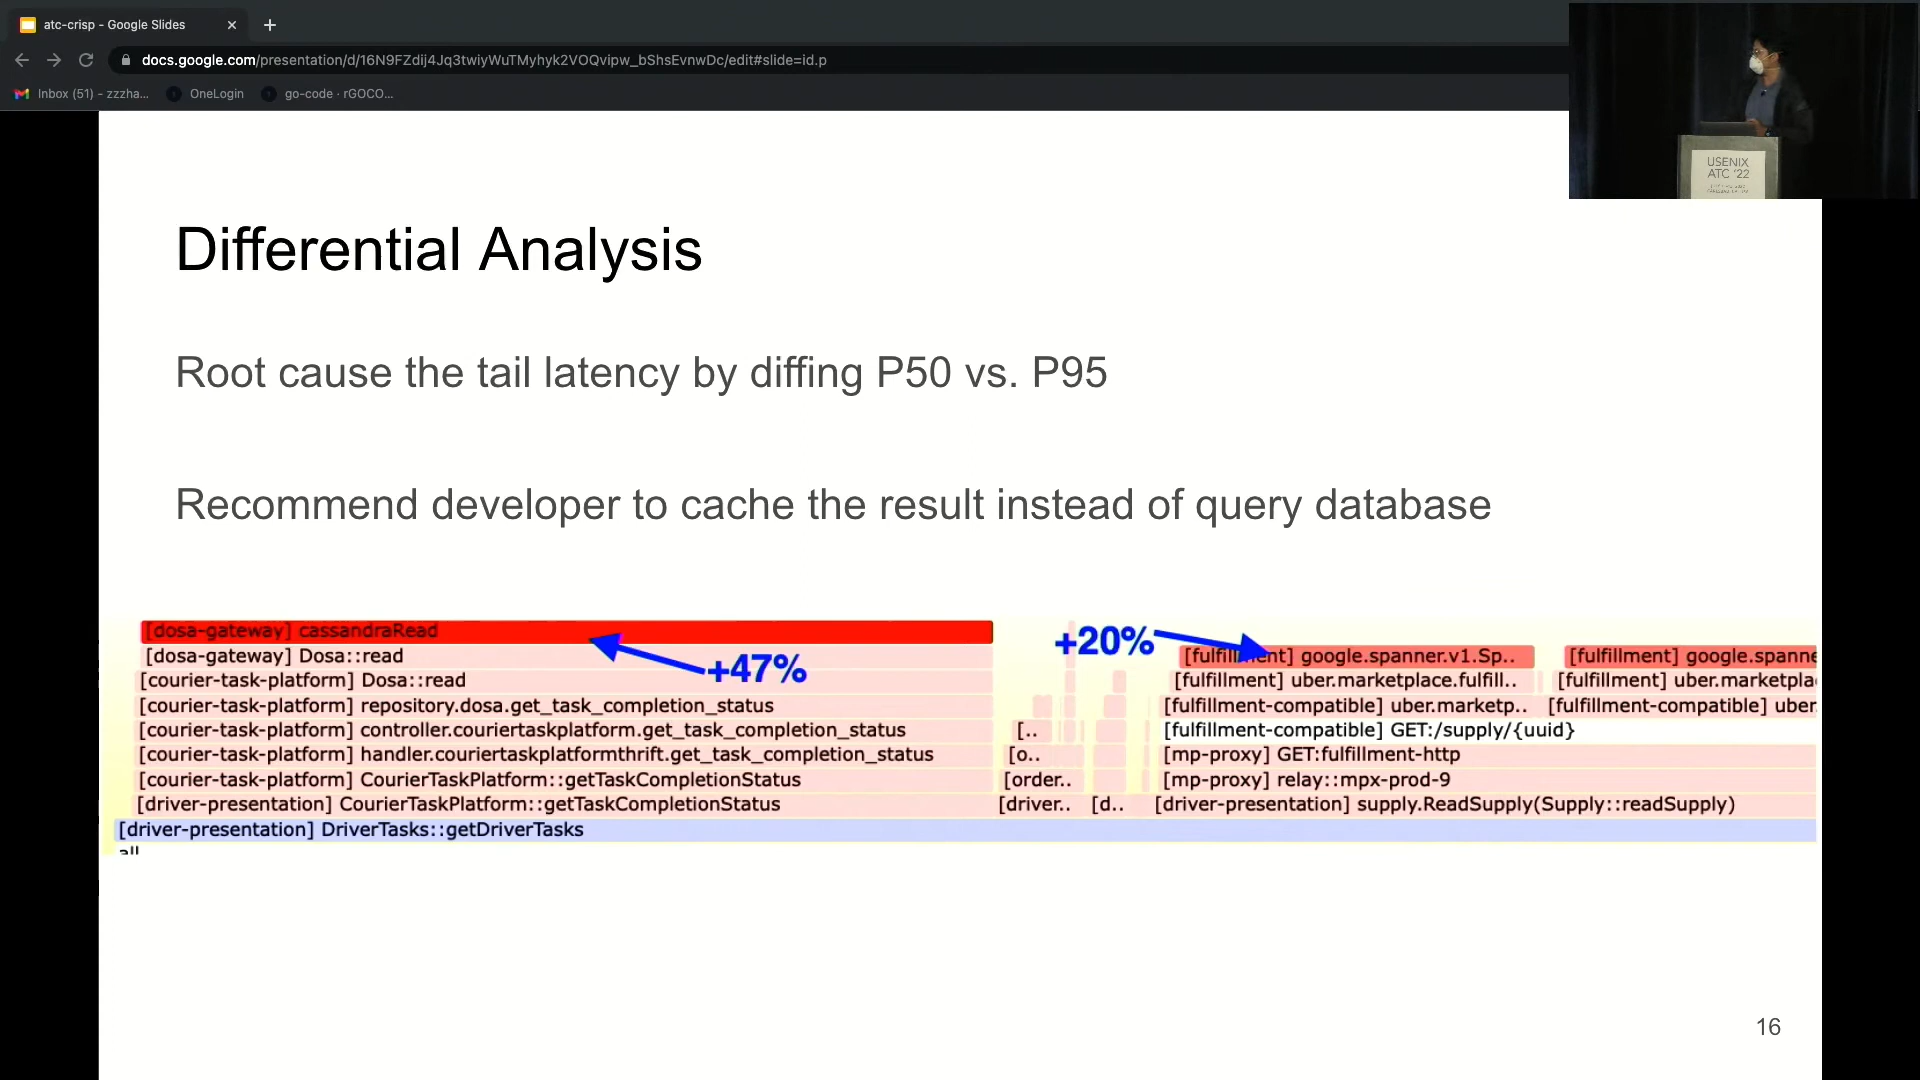 atc-crisp - Google Slides
docs.google.com/presentation/d/16N9FZdij4Jq3twiyWuTMyhyk2VOQvipw_bShsEvnwDc/edit#slide=id.p
Inbox (51) - zzzha...
OneLogin
go-code · rGOCO...
USENIX
ATC '22
Differential Analysis
Root cause the tail latency by diffing P50 vs. P95
Recommend developer to cache the result instead of query database
[dosa-gateway] cassandraRead
+47%
+20%
[dosa-gateway] Dosa::read
[fulfillment] google.spanner.v1.Sp..
[fulfillment] google.spanne
[courier-task-platform] Dosa::read
[fulfillment] uber.marketplace.fulfill..
[fulfillment] uber.marketpla
[courier-task-platform] repository.dosa.get_task_completion_status
[fulfillment-compatible] uber.marketp..
[fulfillment-compatible] uber
[courier-task-platform] controller.couriertaskplatform.get_task_completion_status
[..
[fulfillment-compatible] GET:/supply/{uuid}
[courier-task-platform] handler.couriertaskplatformthrift.get_task_completion_status
[o..
[mp-proxy] GET:fulfillment-http
[courier-task-platform] CourierTaskPlatform::getTaskCompletionStatus
[order..
[mp-proxy] relay::mpx-prod-9
[driver-presentation] CourierTaskPlatform::getTaskCompletionStatus
[driver..
[d..
[driver-presentation] supply.ReadSupply(Supply::readSupply)
[driver-presentation] DriverTasks::getDriverTasks
all
16